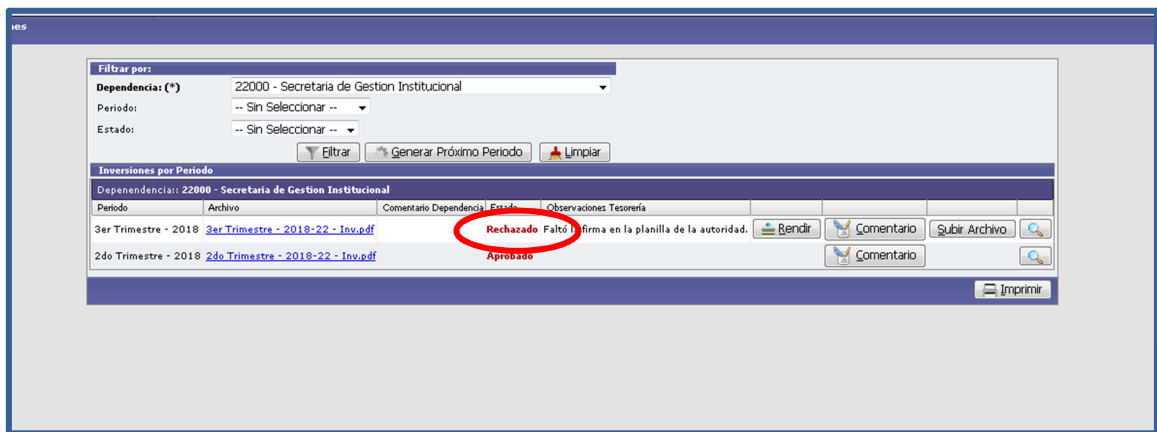 nes
Filtrar por:
Dependencia: (*) 22000 - Secretaria de Gestion Institucional
Periodo: -- Sin Seleccionar --
Estado: -- Sin Seleccionar --
Filtrar Generar Próximo Periodo Limpiar
Inversiones por Periodo
Depenendencia:: 22000 - Secretaria de Gestion Institucional
Periodo Archivo Comentario Dependencia Estado Observaciones Tesorería
3er Trimestre - 2018 3er Trimestre - 2018-22 - Inv.pdf Rechazado Faltó la firma en la planilla de la autoridad. Rendir Comentario Subir Archivo
2do Trimestre - 2018 2do Trimestre - 2018-22 - Inv.pdf Aprobado Comentario
Imprimir